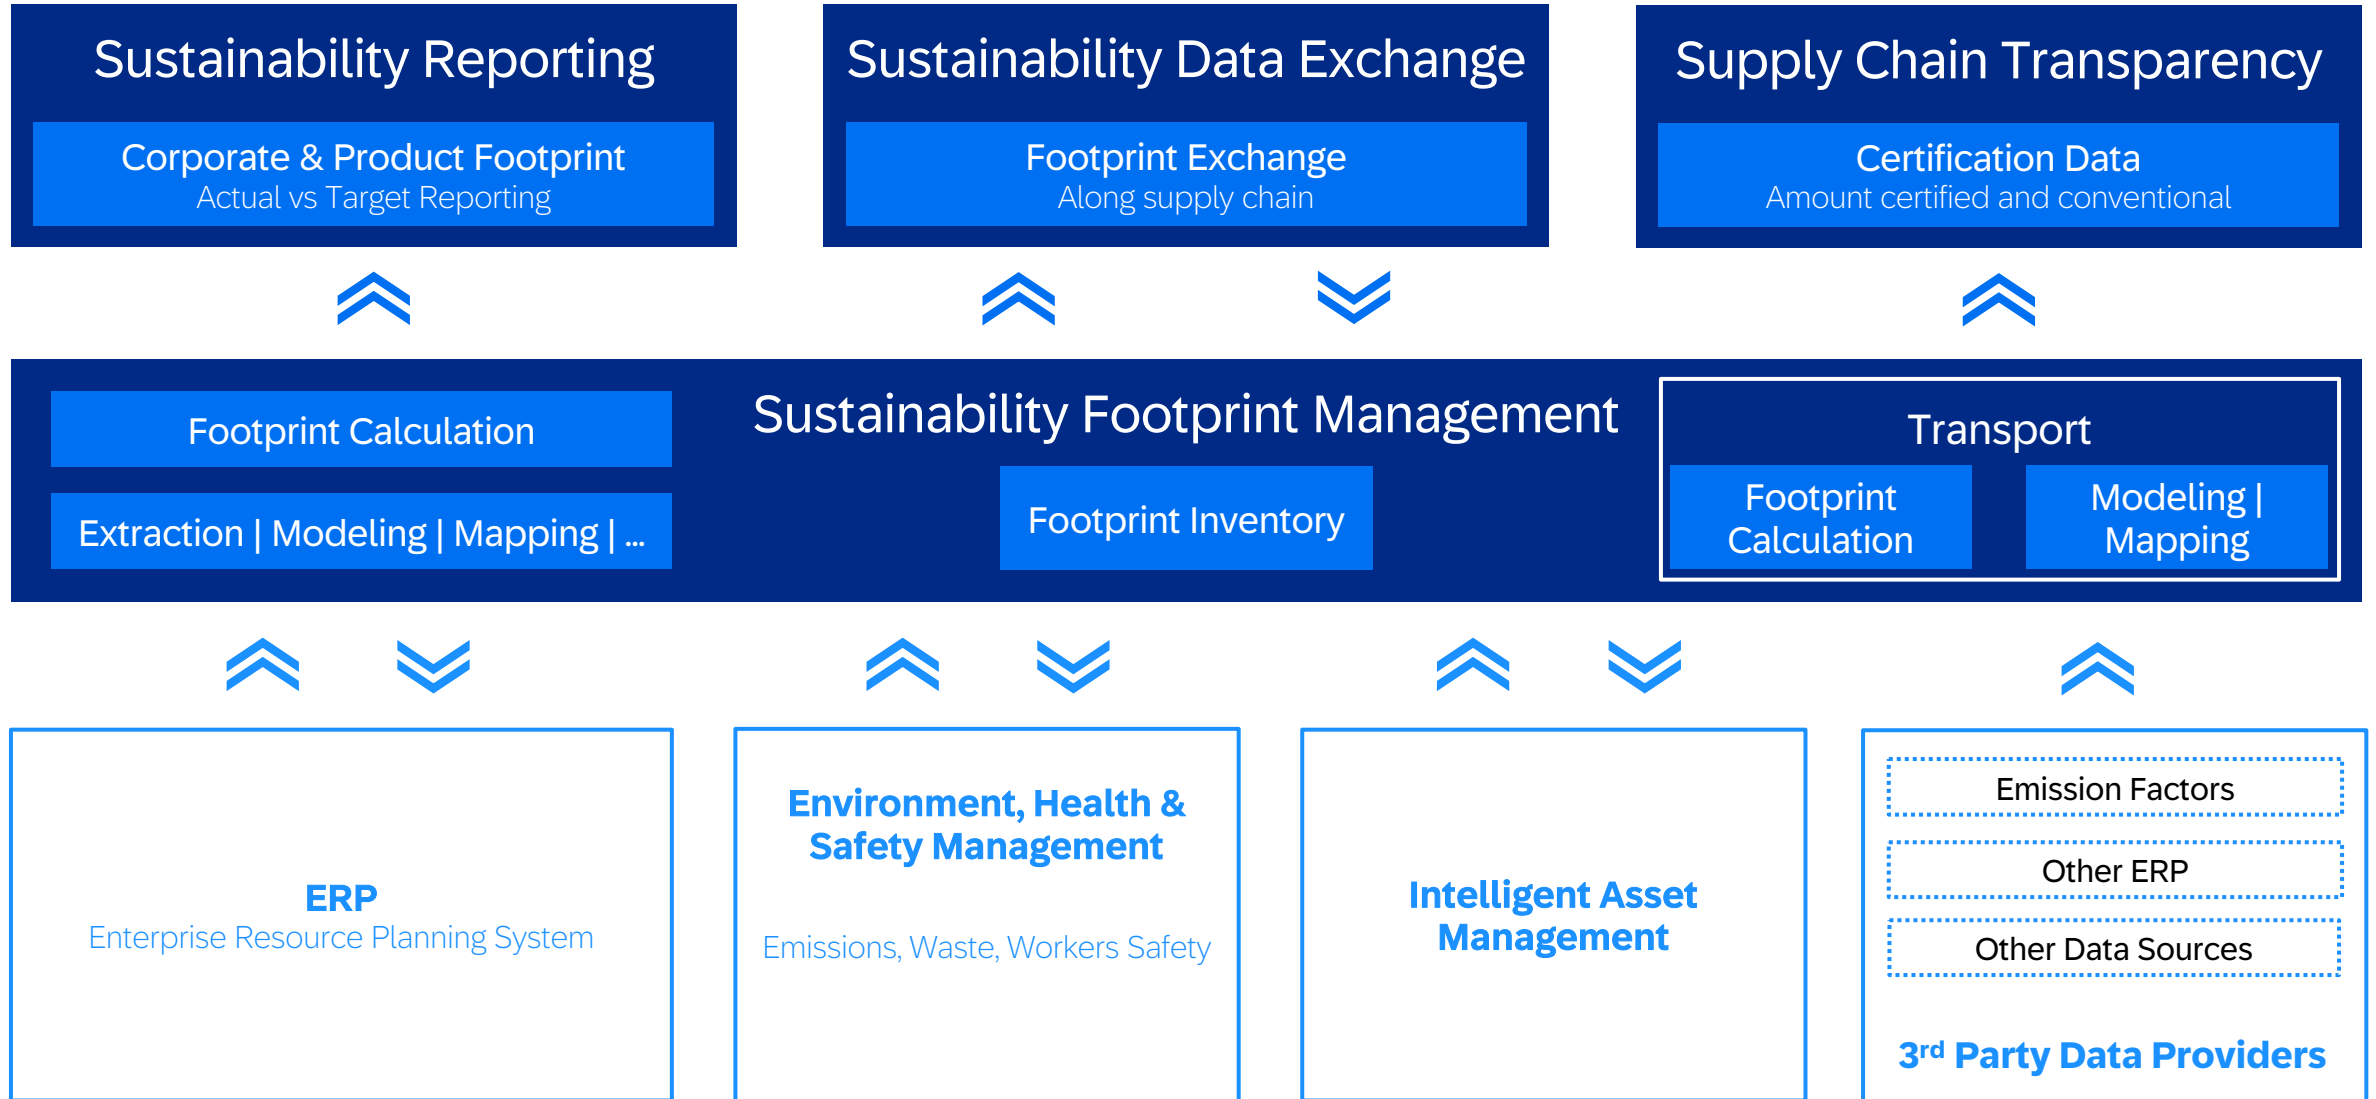 Sustainability Reporting
Corporate & Product Footprint
Actual vs Target Reporting
Sustainability Data Exchange
Footprint Exchange
Along supply chain
Supply Chain Transparency
Certification Data
Amount certified and conventional
Sustainability Footprint Management
Footprint Calculation
Extraction | Modeling | Mapping | ...
Footprint Inventory
Transport
Footprint
Calculation
Modeling |
Mapping
ERP
Enterprise Resource Planning System
Environment, Health &
Safety Management
Emissions, Waste, Workers Safety
Intelligent Asset
Management
Emission Factors
Other ERP
Other Data Sources
3rd Party Data Providers